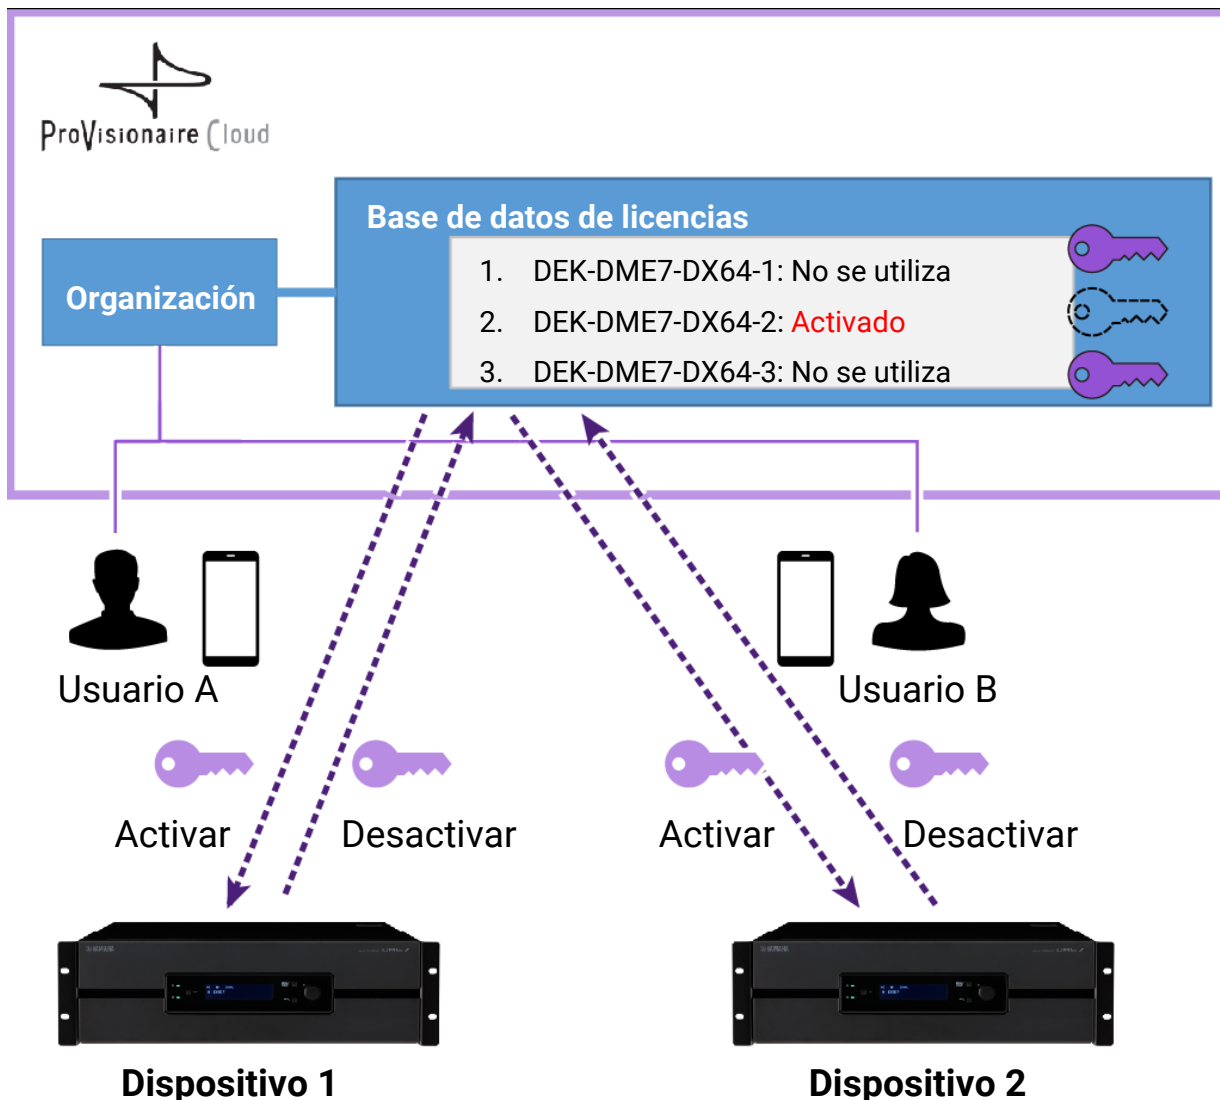 ProVisionaire Cloud
Base de datos de licencias
Organización
1. DEK-DME7-DX64-1: No se utiliza
2. DEK-DME7-DX64-2: Activado
3. DEK-DME7-DX64-3: No se utiliza
Usuario A
Usuario B
Activar
Desactivar
Activar
Desactivar
Dispositivo 1
Dispositivo 2